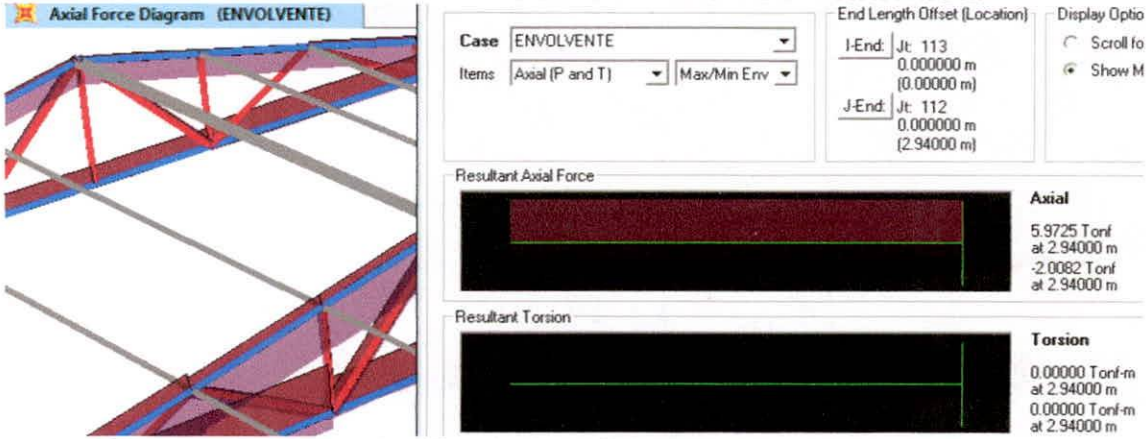 Axial Force Diagram (ENVOLVENTE)
Case ENVOLVENTE
Items Axial (P and T) Max/Min Env
End Length Offset (Location)
I-End: Jt: 113
0.000000 m
(0.00000 m)
J-End: Jt: 112
0.000000 m
(2.94000 m)
Display Optio
Scroll fo
Show M
Resultant Axial Force
Axial
5.9725 Tonf
at 2.94000 m
-2.0082 Tonf
at 2.94000 m
Resultant Torsion
Torsion
0.00000 Tonf-m
at 2.94000 m
0.00000 Tonf-m
at 2.94000 m